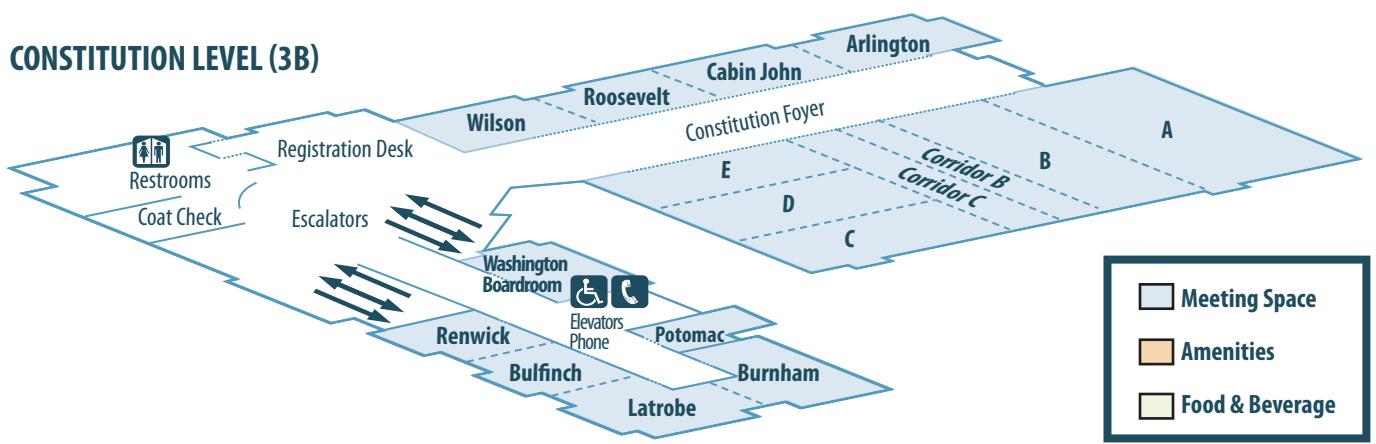 CONSTITUTION LEVEL (3B)
Arlington
Cabin John
Roosevelt
Wilson
Constitution Foyer
A
Registration Desk
Restrooms
Coat Check
Escalators
E
Corridor B
B
Corridor C
D
C
Washington
Boardroom
Elevators
Phone
Renwick
Potomac
Bulfinch
Burnham
Latrobe
Meeting Space
Amenities
Food & Beverage